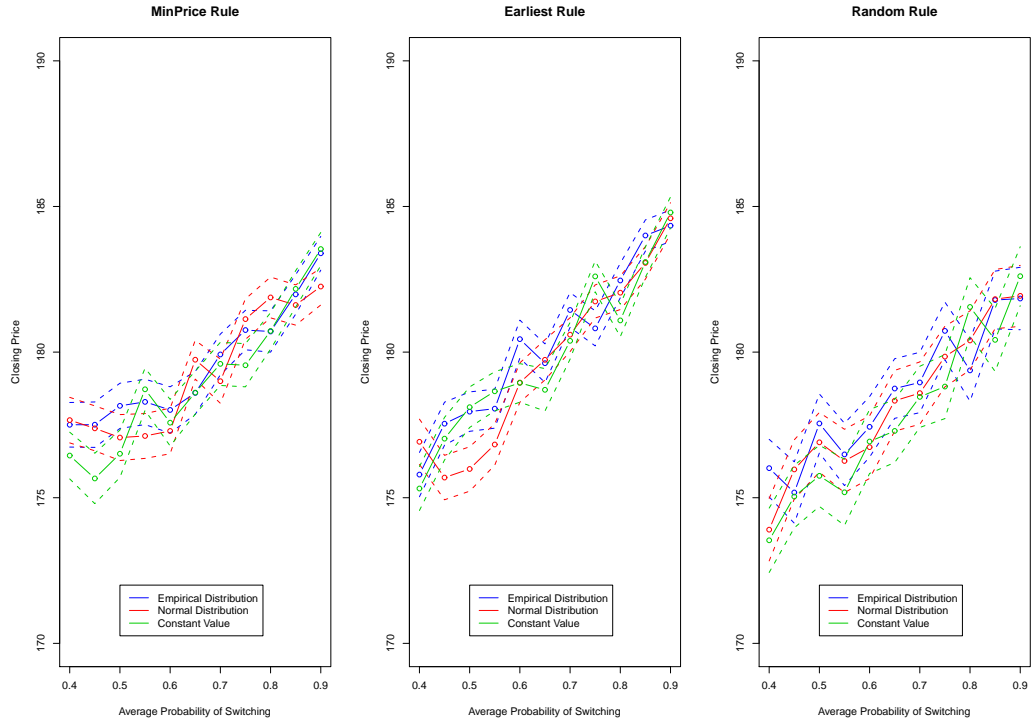 MinPrice Rule
Closing Price
190
185
180
175
170
Empirical Distribution
Normal Distribution
Constant Value
0.4 0.5 0.6 0.7 0.8 0.9
Average Probability of Switching
Earliest Rule
Closing Price
190
185
180
175
170
Empirical Distribution
Normal Distribution
Constant Value
0.4 0.5 0.6 0.7 0.8 0.9
Average Probability of Switching
Random Rule
Closing Price
190
185
180
175
170
Empirical Distribution
Normal Distribution
Constant Value
0.4 0.5 0.6 0.7 0.8 0.9
Average Probability of Switching